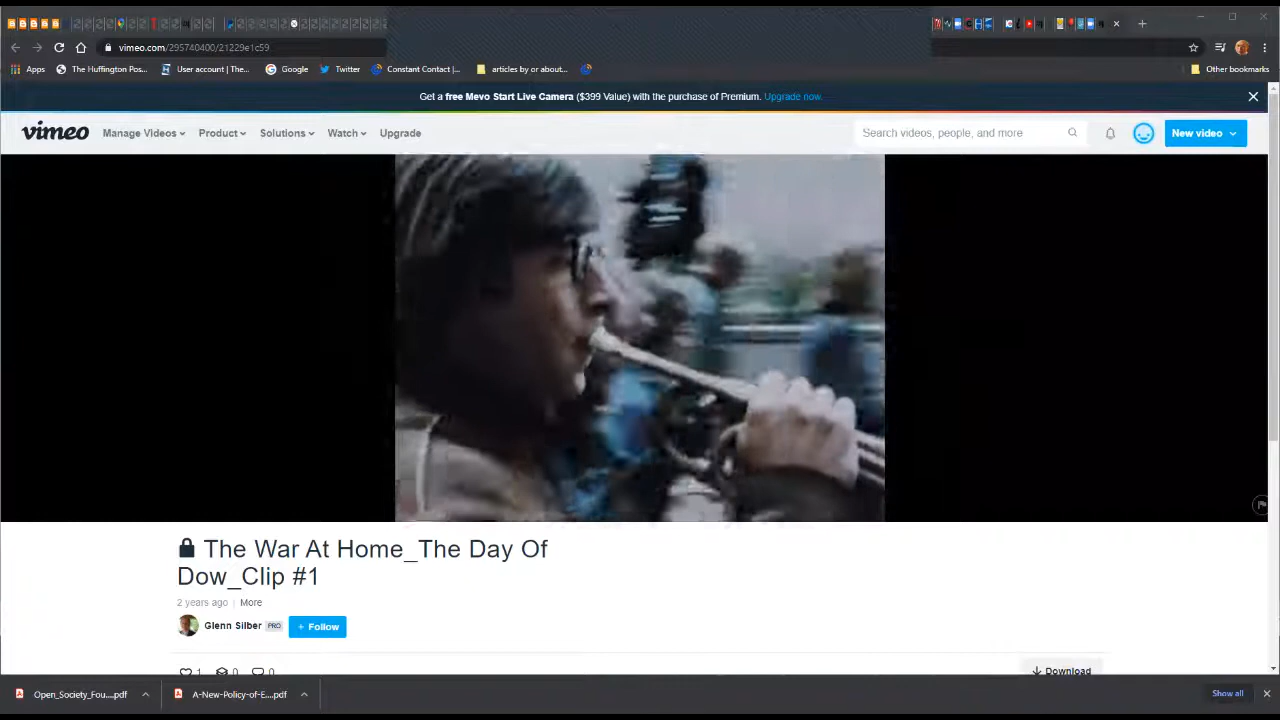 vimeo.com/295740400/21229e1c59
Apps The Huffington Pos... User account | The... Google Twitter Constant Contact |... articles by or about... Other bookmarks
Get a free Mevo Start Live Camera ($399 Value) with the purchase of Premium. Upgrade now.
vimeo Manage Videos Product Solutions Watch Upgrade Search videos, people, and more New video
The War At Home_The Day Of
Dow_Clip #1
2 years ago | More
Glenn Silber PRO + Follow
1 0 0 Download
Open_Society_Fou....pdf A-New-Policy-of-E....pdf Show all